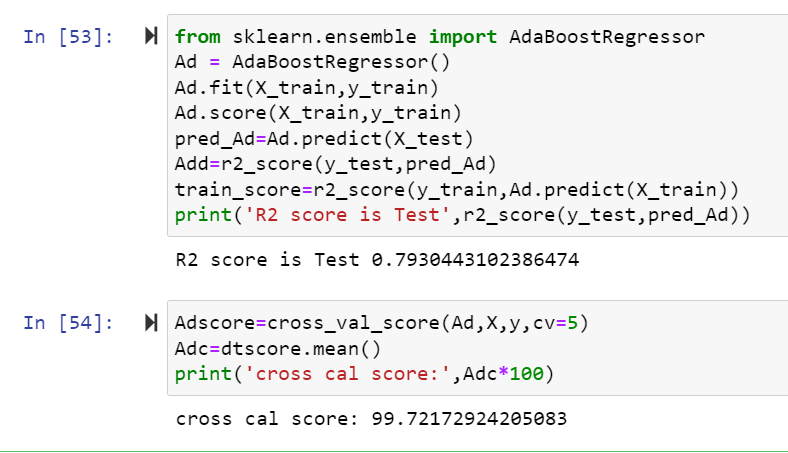 In [53]:
from sklearn.ensemble import AdaBoostRegressor
Ad = AdaBoostRegressor()
Ad.fit(X_train,y_train)
Ad.score(X_train,y_train)
pred_Ad=Ad.predict(X_test)
Add=r2_score(y_test,pred_Ad)
train_score=r2_score(y_train,Ad.predict(X_train))
print('R2 score is Test',r2_score(y_test,pred_Ad))
R2 score is Test 0.7930443102386474
In [54]:
Adscore=cross_val_score(Ad,X,y,cv=5)
Adc=dtscore.mean()
print('cross cal score:',Adc*100)
cross cal score: 99.72172924205083